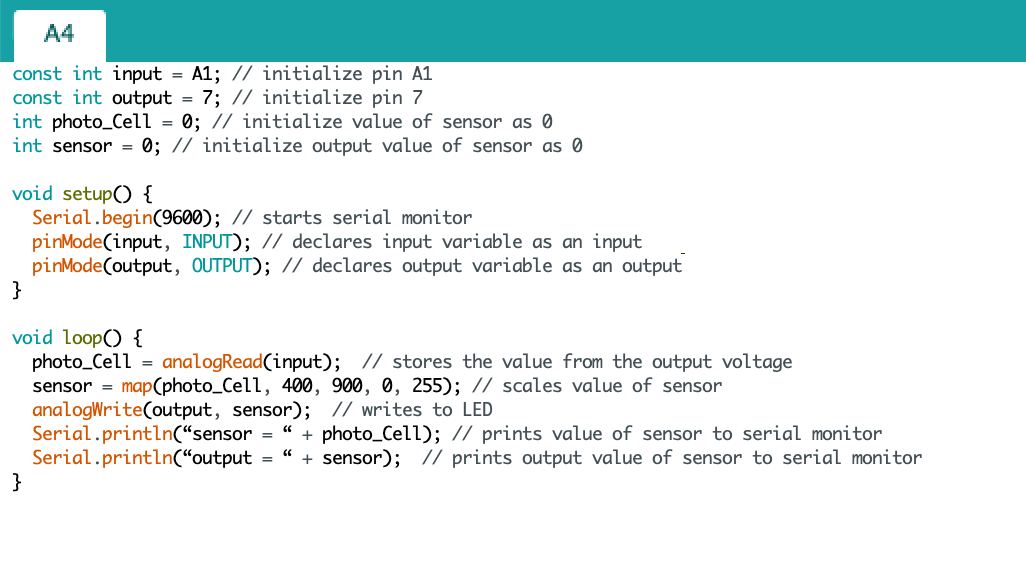 A4
const int input = A1; // initialize pin A1
const int output = 7; // initialize pin 7
int photo_Cell = 0; // initialize value of sensor as 0
int sensor = 0; // initialize output value of sensor as 0
void setup() {
Serial.begin(9600); // starts serial monitor
pinMode(input, INPUT); // declares input variable as an input
pinMode(output, OUTPUT); // declares output variable as an output
}
void loop() {
photo_Cell = analogRead(input); // stores the value from the output voltage
sensor = map(photo_Cell, 400, 900, 0, 255); // scales value of sensor
analogWrite(output, sensor); // writes to LED
Serial.println(“sensor = “ + photo_Cell); // prints value of sensor to serial monitor
Serial.println(“output = “ + sensor); // prints output value of sensor to serial monitor
}